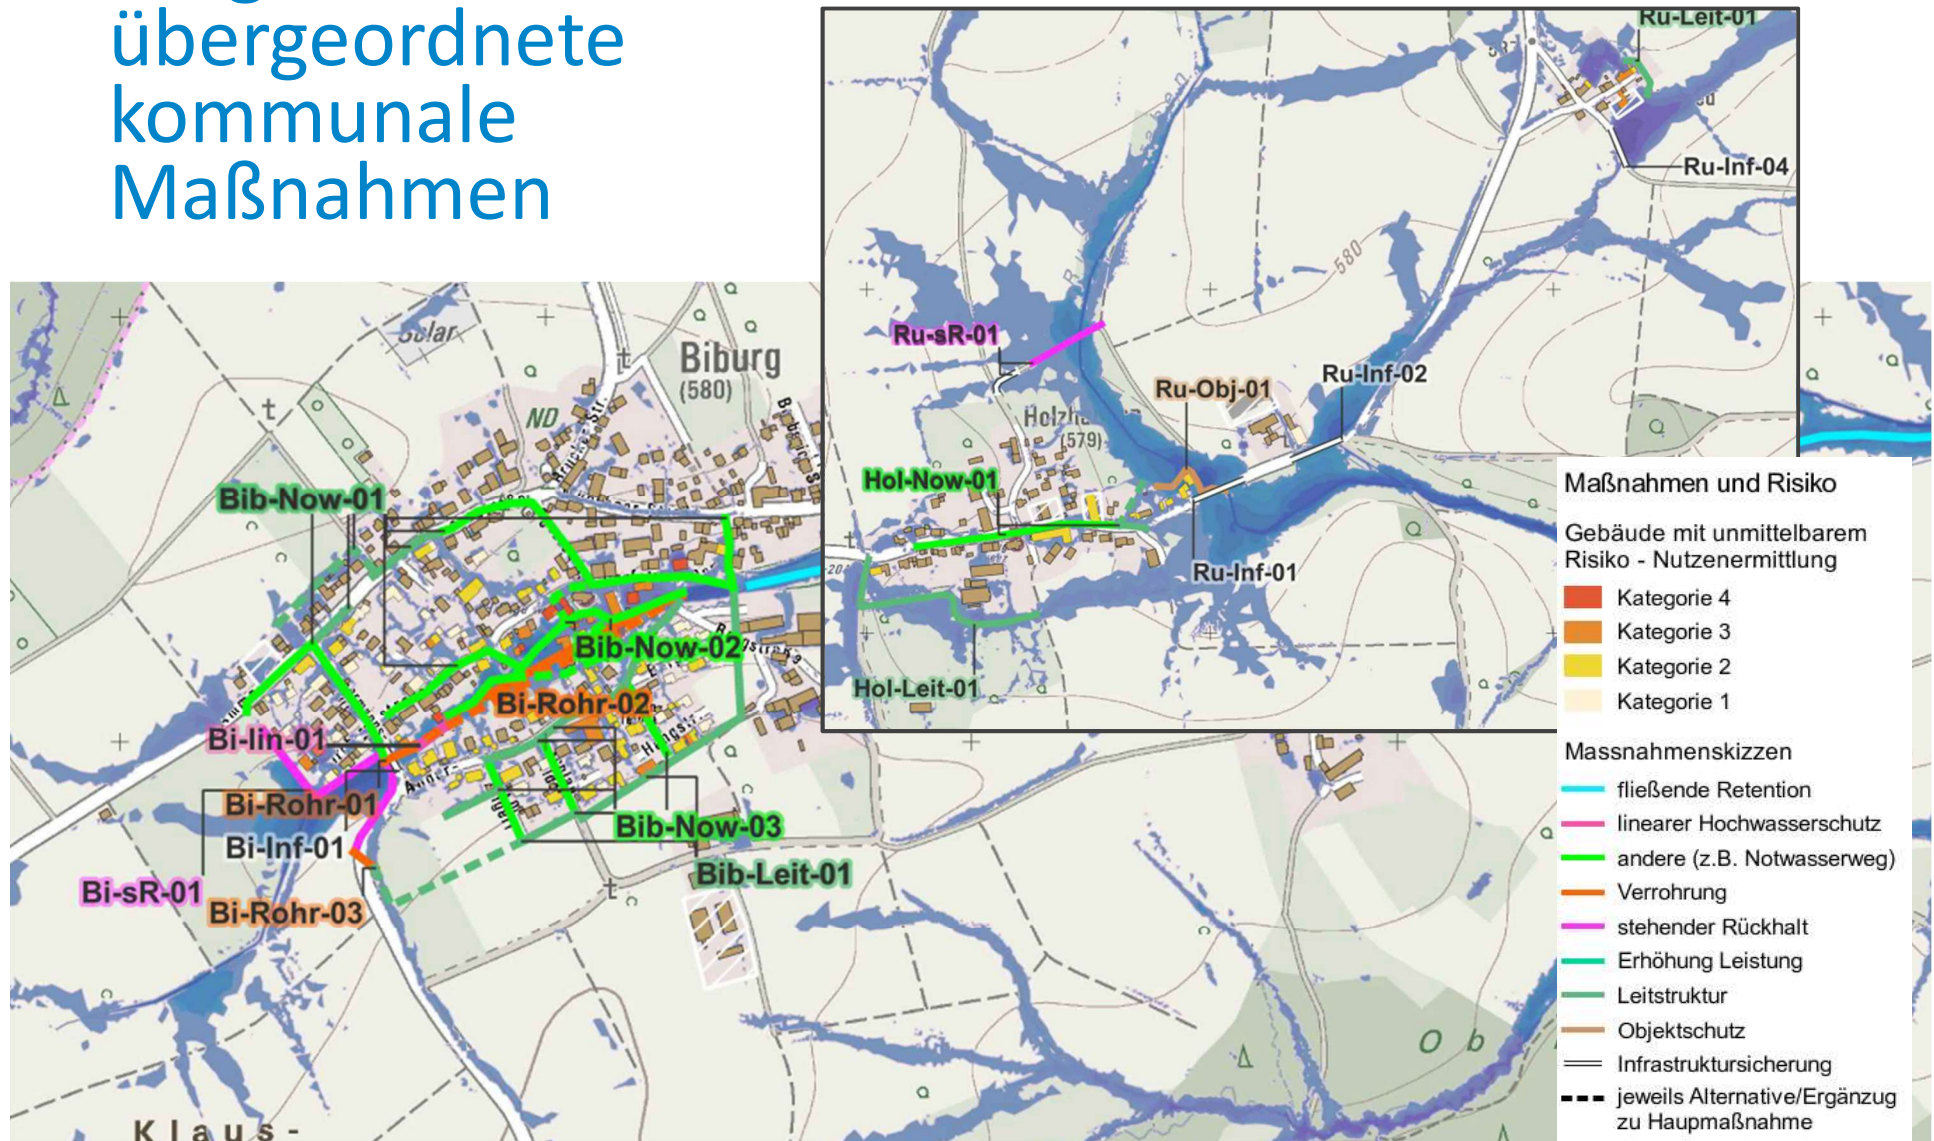 übergeordnete
kommunale
Maßnahmen
Ru-Leit-01
Ru-Inf-04
580
Ru-sR-01
Ru-Obj-01
Ru-Inf-02
(579)
Hol-Now-01
Ru-Inf-01
Hol-Leit-01
Solar
Biburg
(580)
ND
Bib-Now-01
Bib-Now-02
Bi-Rohr-02
Bi-lin-01
Bi-Rohr-01
Bib-Now-03
Bi-Inf-01
Bib-Leit-01
Bi-sR-01
Bi-Rohr-03
Klaus-
Ob
Maßnahmen und Risiko
Gebäude mit unmittelbarem
Risiko - Nutzenermittlung
Kategorie 4
Kategorie 3
Kategorie 2
Kategorie 1
Massnahmenskizzen
fließende Retention
linearer Hochwasserschutz
andere (z.B. Notwasserweg)
Verrohrung
stehender Rückhalt
Erhöhung Leistung
Leitstruktur
Objektschutz
Infrastruktursicherung
jeweils Alternative/Ergänzug
zu Haupmaßnahme